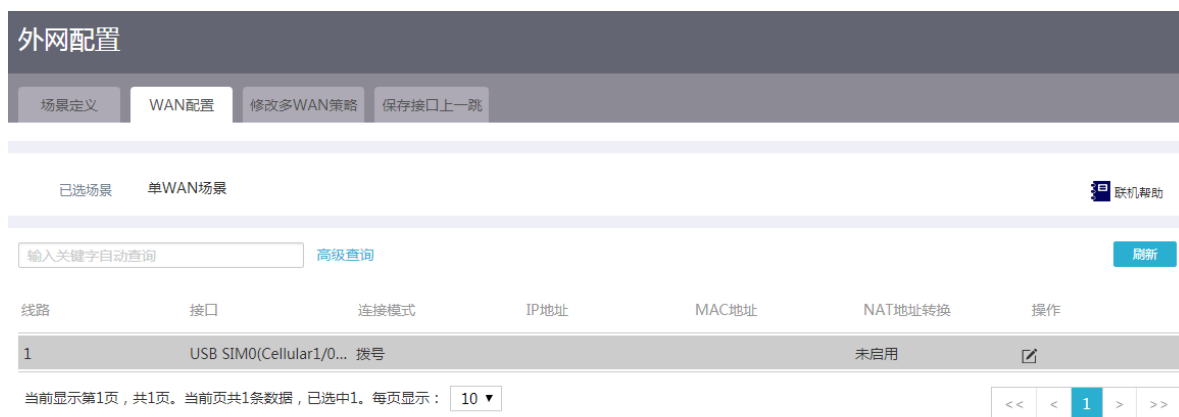 外网配置
场景定义 WAN配置 修改多WAN策略 保存接口上一跳
已选场景 单WAN场景 联机帮助
输入关键字自动查询 高级查询 刷新
线路 接口 连接模式 IP地址 MAC地址 NAT地址转换 操作
1 USB SIM0(Cellular1/0... 拨号 未启用
当前显示第1页，共1页。当前页共1条数据，已选中1。每页显示： 10 << < 1 > >>